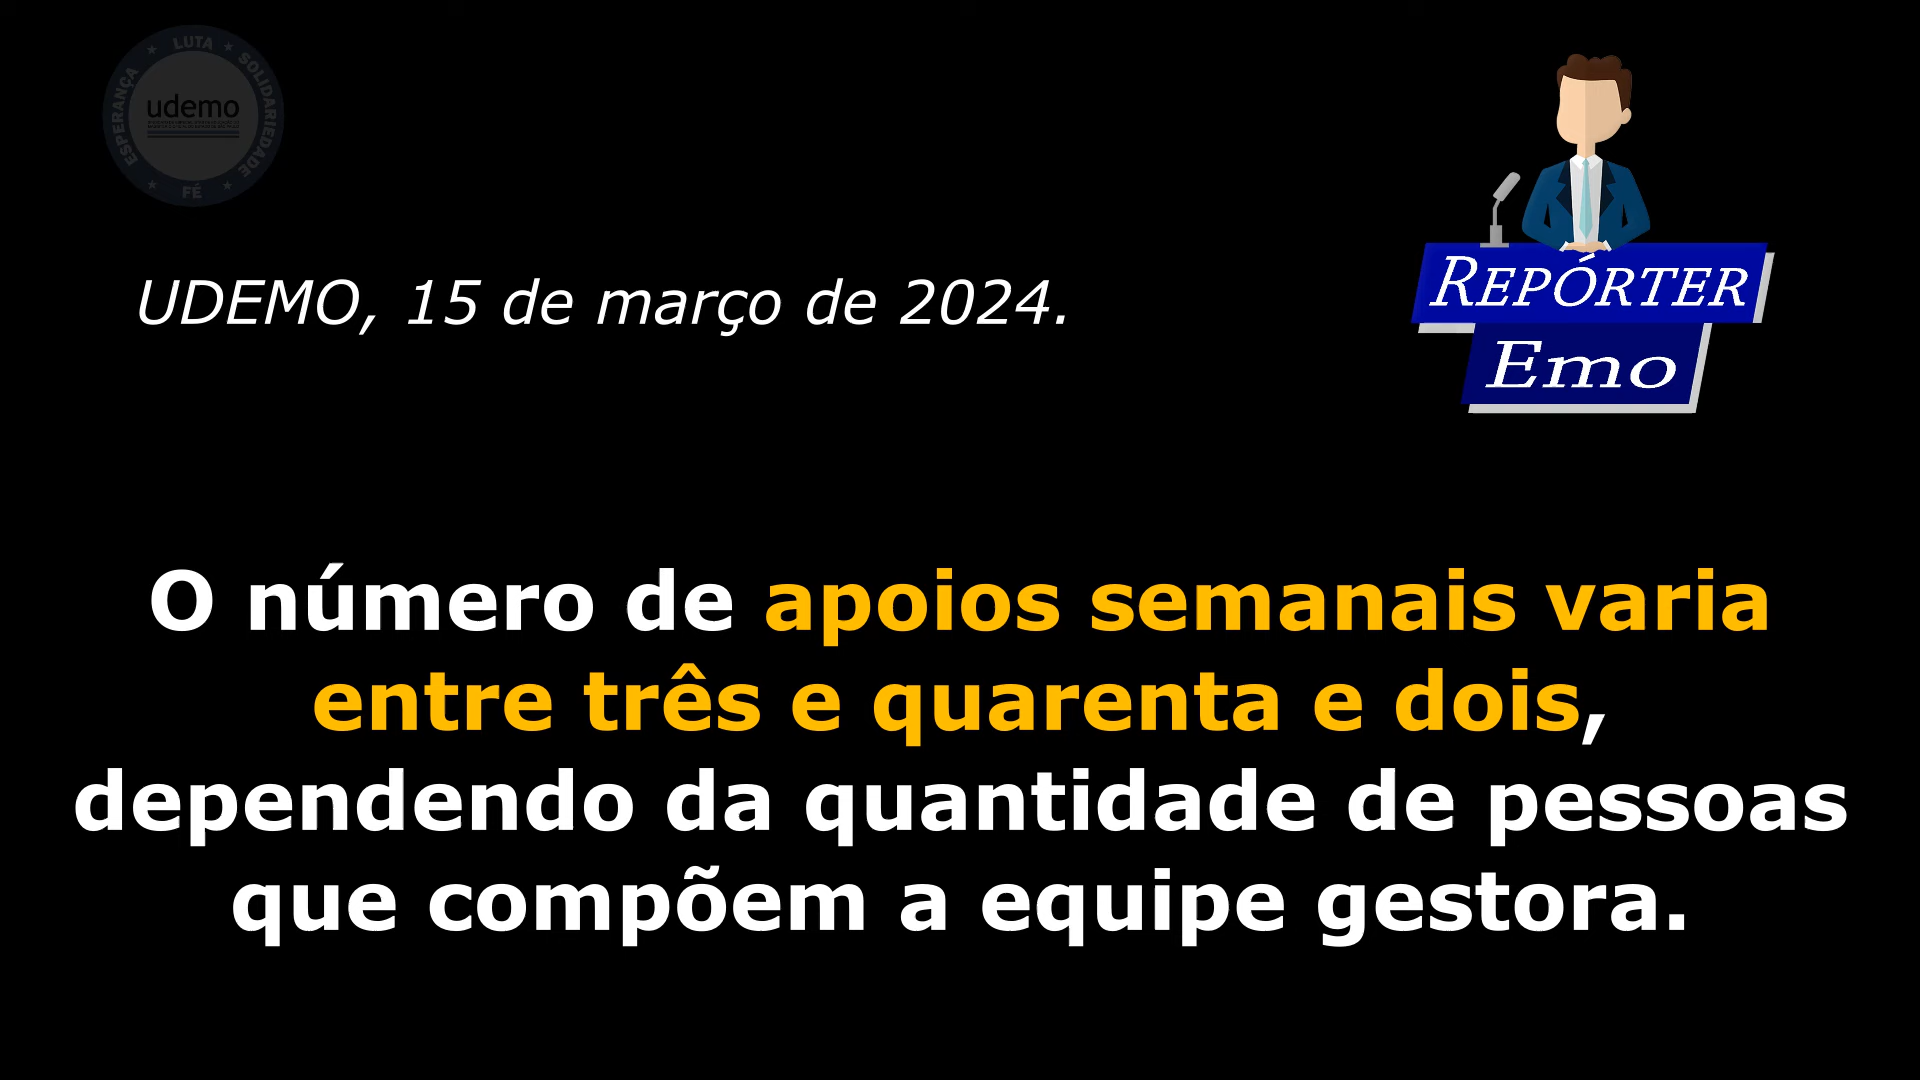 LUTA
SOLIDARIEDADE
ESPERANÇA
FÉ
udemo
REPÓRTER
Emo
UDEMO, 15 de março de 2024.
O número de apoios semanais varia
entre três e quarenta e dois,
dependendo da quantidade de pessoas
que compõem a equipe gestora.